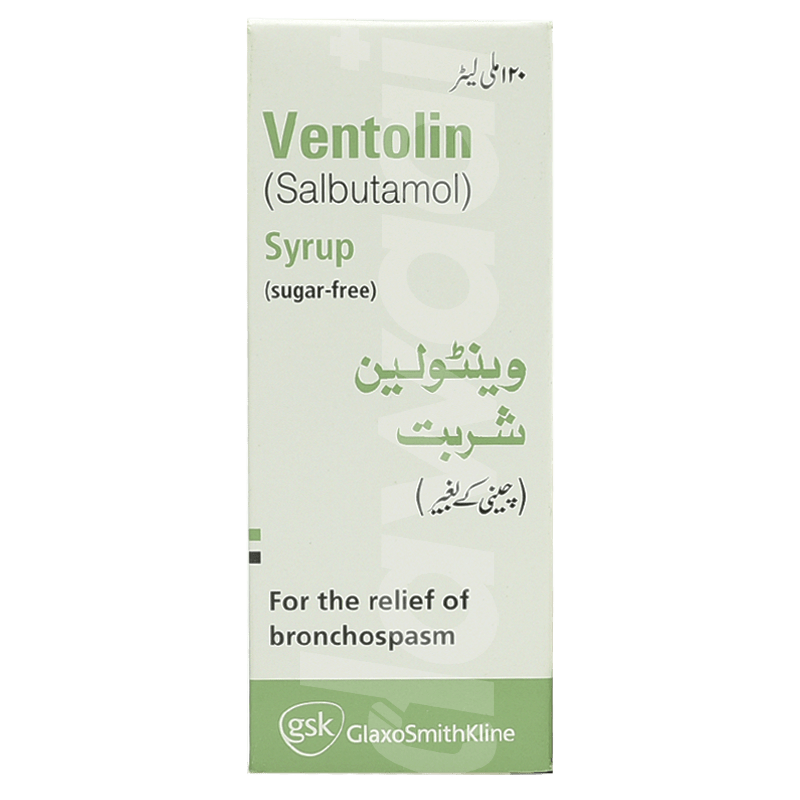 ۱۲۰ ملی لیٹر
Ventolin
(Salbutamol)
Syrup
(sugar-free)
وینٹولین
شربت
(چینی کے بغیر)
For the relief of
bronchospasm
gsk GlaxoSmithKline
dawaai